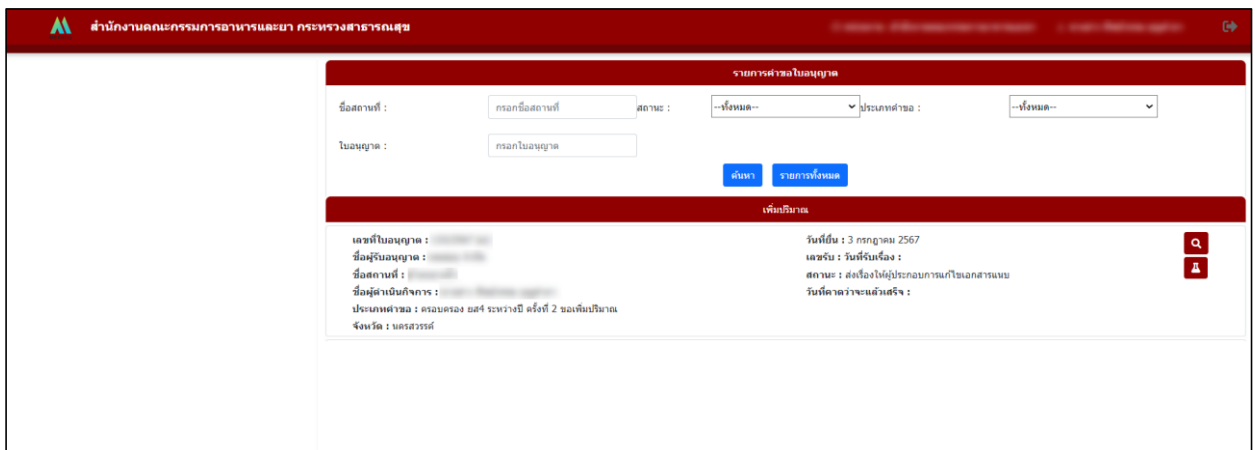 สำนักงานคณะกรรมการอาหารและยา กระทรวงสาธารณสุข
รายการคำขอใบอนุญาต
ชื่อสถานที่ : กรอกชื่อสถานที่ สถานะ : --ทั้งหมด-- ประเภทคำขอ : --ทั้งหมด--
ใบอนุญาต : กรอกใบอนุญาต
ค้นหา รายการทั้งหมด
เพิ่มปริมาณ
เลขที่ใบอนุญาต : วันที่ยื่น : 3 กรกฎาคม 2567
ชื่อผู้รับอนุญาต : เลขรับ : วันที่รับเรื่อง :
ชื่อสถานที่ : สถานะ : ส่งเรื่องให้ผู้ประกอบการแก้ไขเอกสารแนบ
ชื่อผู้ดำเนินกิจการ : วันที่คาดว่าจะแล้วเสร็จ :
ประเภทคำขอ : ครอบครอง ยส4 ระหว่างปี ครั้งที่ 2 ขอเพิ่มปริมาณ
จังหวัด : นครสวรรค์